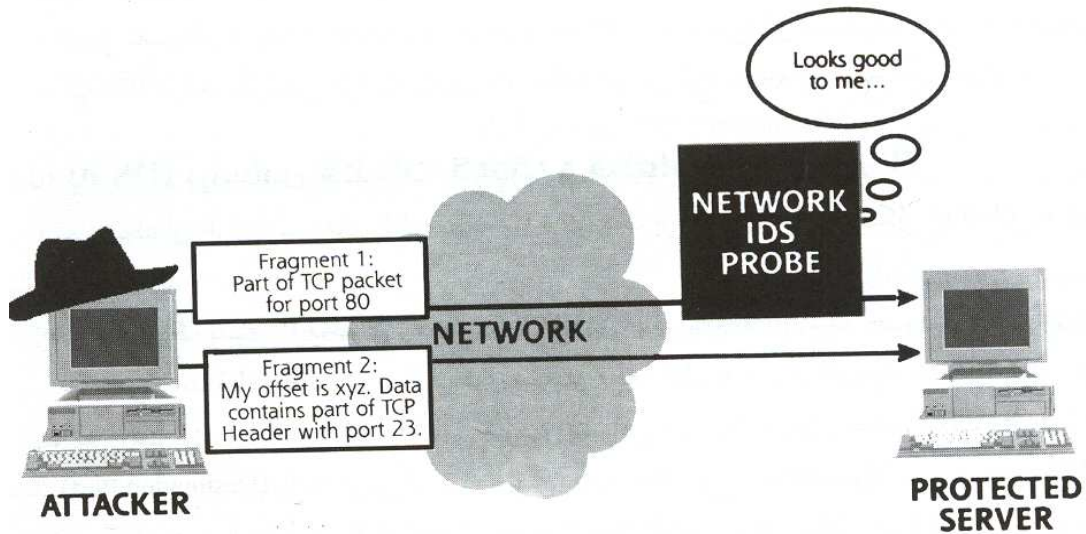 Looks good
to me...
NETWORK
IDS
PROBE
Fragment 1:
Part of TCP packet
for port 80
NETWORK
Fragment 2:
My offset is xyz. Data
contains part of TCP
Header with port 23.
ATTACKER
PROTECTED
SERVER